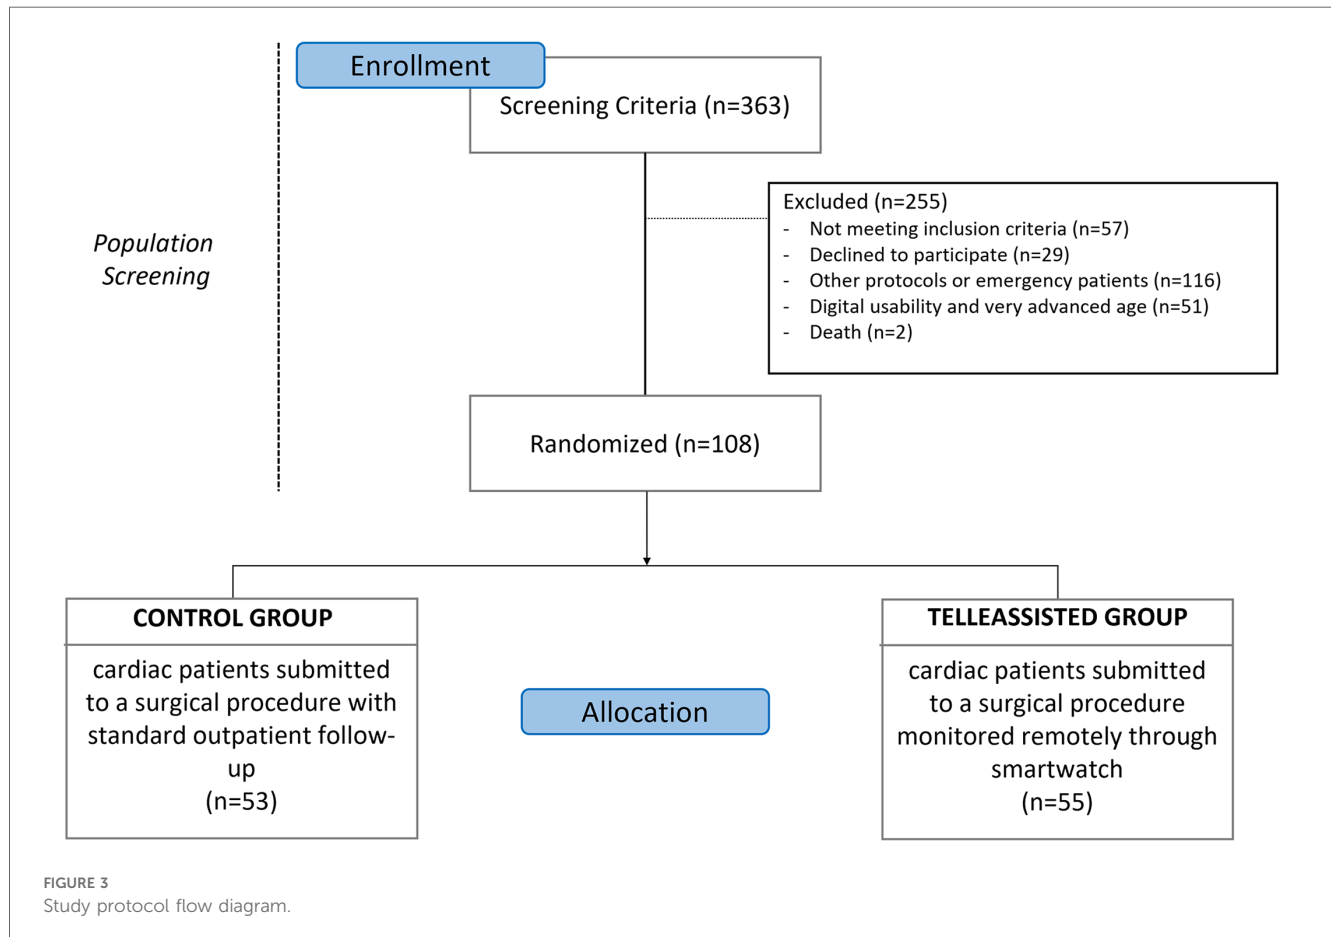 Enrollment
Screening Criteria (n=363)
Population
Screening
Excluded (n=255)
- Not meeting inclusion criteria (n=57)
- Declined to participate (n=29)
- Other protocols or emergency patients (n=116)
- Digital usability and very advanced age (n=51)
- Death (n=2)
Randomized (n=108)
CONTROL GROUP
cardiac patients submitted
to a surgical procedure with
standard outpatient follow-
up
(n=53)
Allocation
TELLEASSISTED GROUP
cardiac patients submitted
to a surgical procedure
monitored remotely through
smartwatch
(n=55)
FIGURE 3
Study protocol flow diagram.